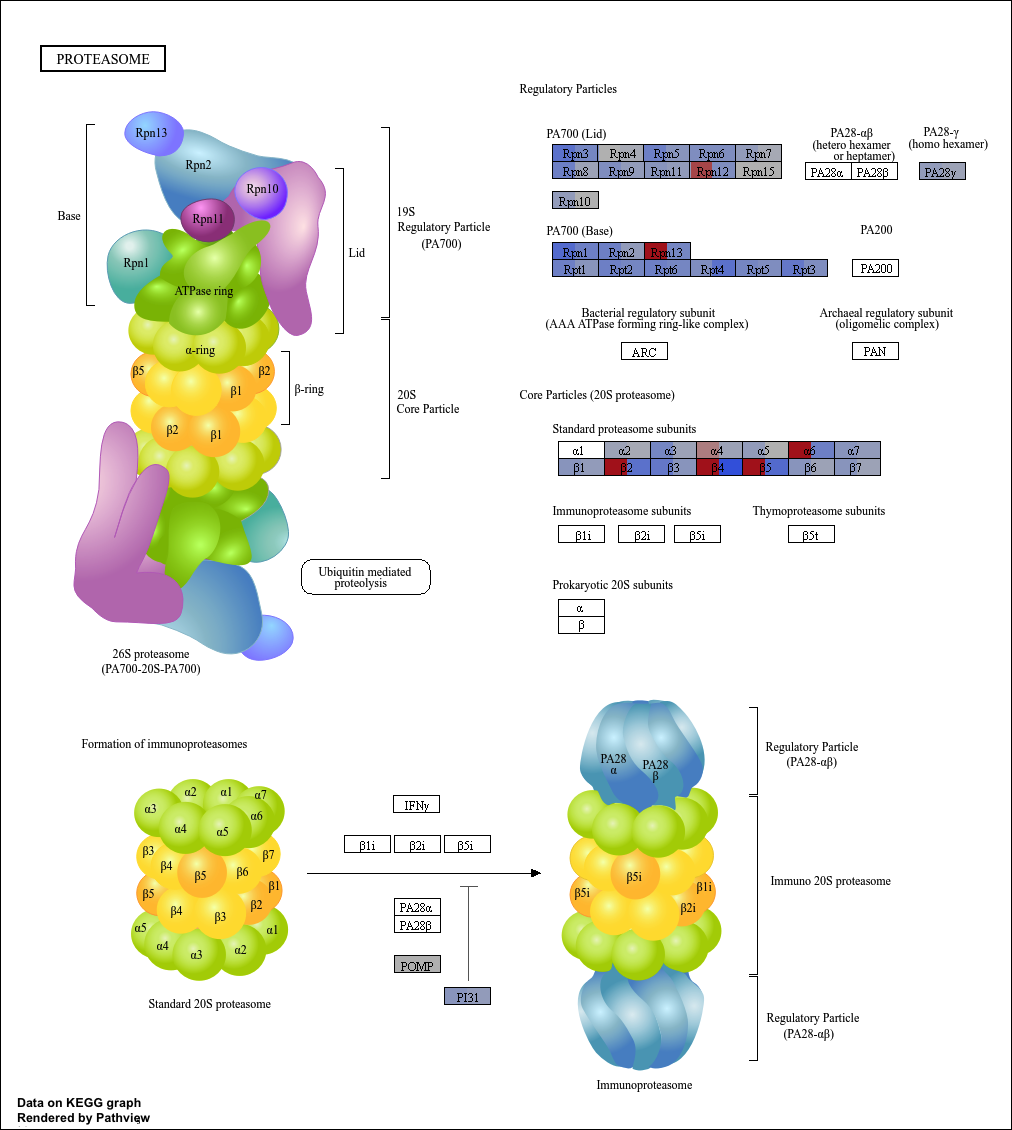 PROTEASOME
Rpn13
Rpn2
Rpn10
Rpn11
Rpn1
ATPase ring
Base
Lid
19S
Regulatory Particle
(PA700)
α-ring
β5
β2
β1
β-ring
β2
β1
20S
Core Particle
Ubiquitin mediated
proteolysis
26S proteasome
(PA700-20S-PA700)
Regulatory Particles
PA700 (Lid)
Rpn3 Rpn4 Rpn5 Rpn6 Rpn7
Rpn8 Rpn9 Rpn11 Rpn12 Rpn15
Rpn10
PA28-αβ
(hetero hexamer
or heptamer)
PA28α PA28β
PA28-γ
(homo hexamer)
PA28γ
PA700 (Base)
Rpn1 Rpn2 Rpn13
Rpt1 Rpt2 Rpt6 Rpt4 Rpt5 Rpt3
PA200
PA200
Bacterial regulatory subunit
(AAA ATPase forming ring-like complex)
ARC
Archaeal regulatory subunit
(oligomelic complex)
PAN
Core Particles (20S proteasome)
Standard proteasome subunits
α1 α2 α3 α4 α5 α6 α7
β1 β2 β3 β4 β5 β6 β7
Immunoproteasome subunits
β1i β2i β5i
Thymoproteasome subunits
β5t
Prokaryotic 20S subunits
α
β
Formation of immunoproteasomes
α2 α1 α7
α3 α6
α4 α5
β3 β7
β4 β5 β6
β5 β1
β4 β3 β2
α5 α1
α4 α3 α2
Standard 20S proteasome
IFNγ
β1i β2i β5i
PA28α
PA28β
POMP
PI31
PA28
α
PA28
β
β5i
β5i
β1i
β2i
Regulatory Particle
(PA28-αβ)
Immuno 20S proteasome
Regulatory Particle
(PA28-αβ)
Immunoproteasome
Data on KEGG graph
Rendered by Pathview